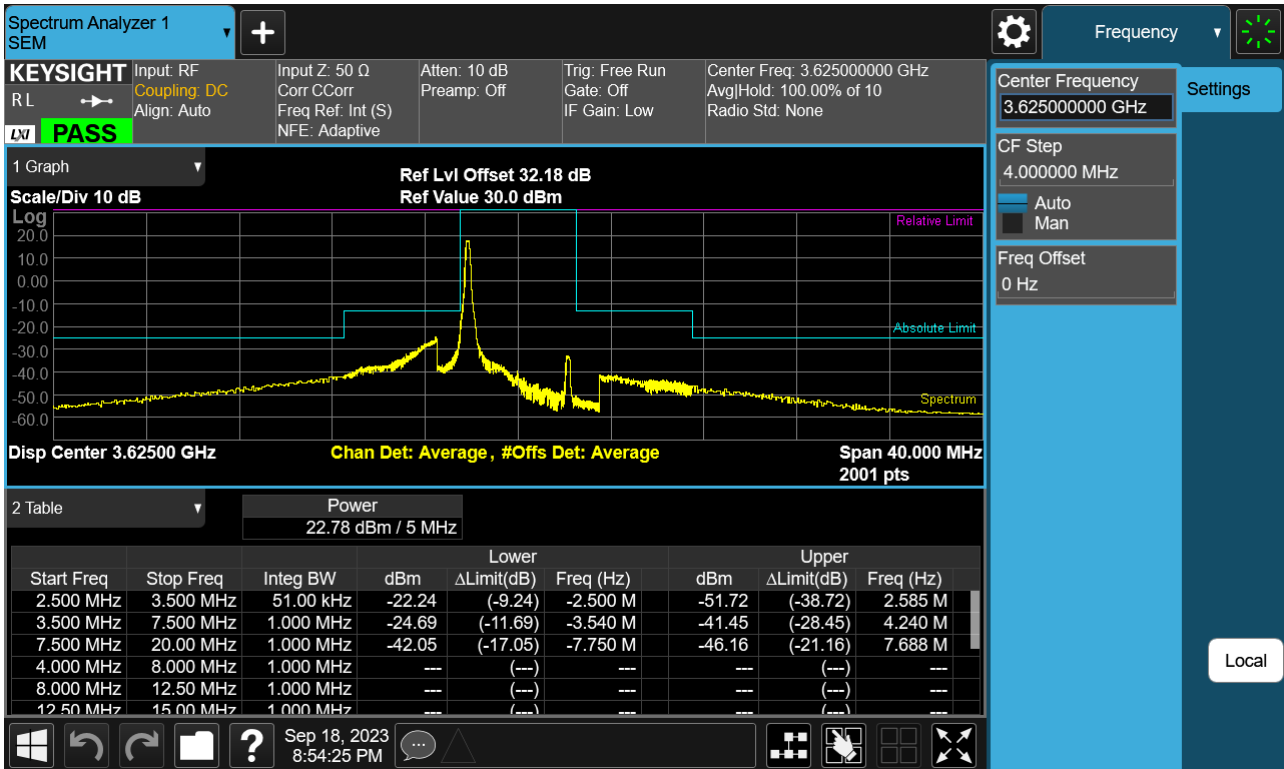 Spectrum Analyzer 1
SEM
+
Frequency
KEYSIGHT
RL
LXI
PASS
Input: RF
Coupling: DC
Align: Auto
Input Z: 50 Ω
Corr CCorr
Freq Ref: Int (S)
NFE: Adaptive
Atten: 10 dB
Preamp: Off
Trig: Free Run
Gate: Off
IF Gain: Low
Center Freq: 3.625000000 GHz
Avg|Hold: 100.00% of 10
Radio Std: None
Center Frequency
3.625000000 GHz
Settings
CF Step
4.000000 MHz
Auto
Man
Freq Offset
0 Hz
Local
1 Graph
Scale/Div 10 dB
Ref Lvl Offset 32.18 dB
Ref Value 30.0 dBm
Log
20.0
10.0
0.00
-10.0
-20.0
-30.0
-40.0
-50.0
-60.0
Relative Limit
Absolute Limit
Spectrum
Disp Center 3.62500 GHz
Chan Det: Average , #Offs Det: Average
Span 40.000 MHz
2001 pts
2 Table
Power
22.78 dBm / 5 MHz
Lower Upper
Start Freq Stop Freq Integ BW dBm ΔLimit(dB) Freq (Hz) dBm ΔLimit(dB) Freq (Hz)
2.500 MHz 3.500 MHz 51.00 kHz -22.24 (-9.24) -2.500 M -51.72 (-38.72) 2.585 M
3.500 MHz 7.500 MHz 1.000 MHz -24.69 (-11.69) -3.540 M -41.45 (-28.45) 4.240 M
7.500 MHz 20.00 MHz 1.000 MHz -42.05 (-17.05) -7.750 M -46.16 (-21.16) 7.688 M
4.000 MHz 8.000 MHz 1.000 MHz --- (---) --- --- (---) ---
8.000 MHz 12.50 MHz 1.000 MHz --- (---) --- --- (---) ---
12.50 MHz 15.00 MHz 1.000 MHz --- (---) --- --- (---) ---
?
Sep 18, 2023
8:54:25 PM